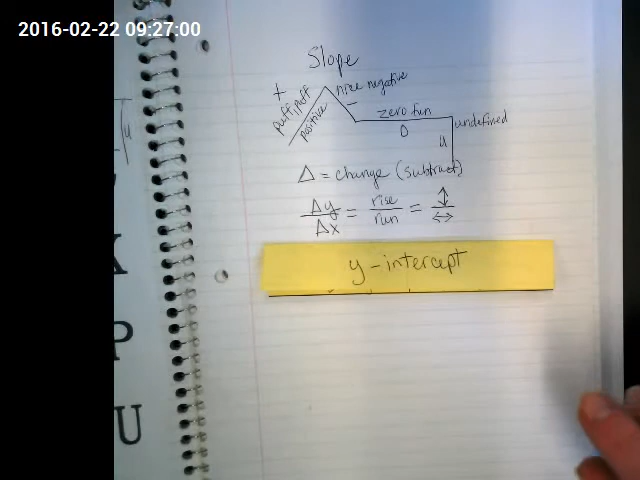 2016-02-22 09:27:00
Slope
+
puff, puff
positive
nice negative
−
zero fun
0
undefined
u
Δ = change (subtract)
Δy/Δx = rise/run = ↕/↔
y-intercept
X
P
U